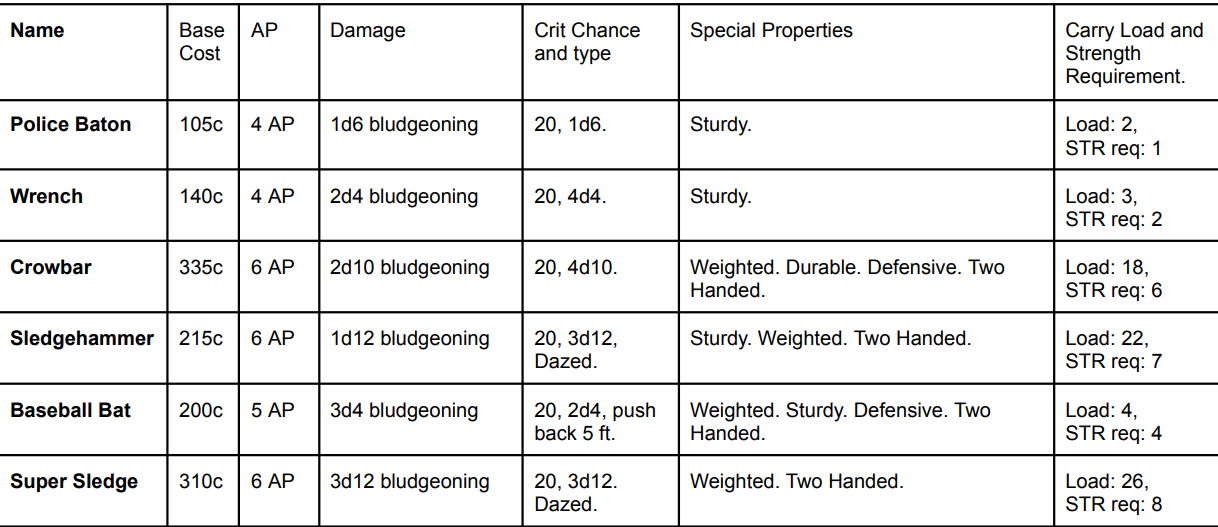 Name Base Cost AP Damage Crit Chance and type Special Properties Carry Load and Strength Requirement.
Police Baton 105c 4 AP 1d6 bludgeoning 20, 1d6. Sturdy. Load: 2, STR req: 1
Wrench 140c 4 AP 2d4 bludgeoning 20, 4d4. Sturdy. Load: 3, STR req: 2
Crowbar 335c 6 AP 2d10 bludgeoning 20, 4d10. Weighted. Durable. Defensive. Two Handed. Load: 18, STR req: 6
Sledgehammer 215c 6 AP 1d12 bludgeoning 20, 3d12, Dazed. Sturdy. Weighted. Two Handed. Load: 22, STR req: 7
Baseball Bat 200c 5 AP 3d4 bludgeoning 20, 2d4, push back 5 ft. Weighted. Sturdy. Defensive. Two Handed. Load: 4, STR req: 4
Super Sledge 310c 6 AP 3d12 bludgeoning 20, 3d12. Dazed. Weighted. Two Handed. Load: 26, STR req: 8